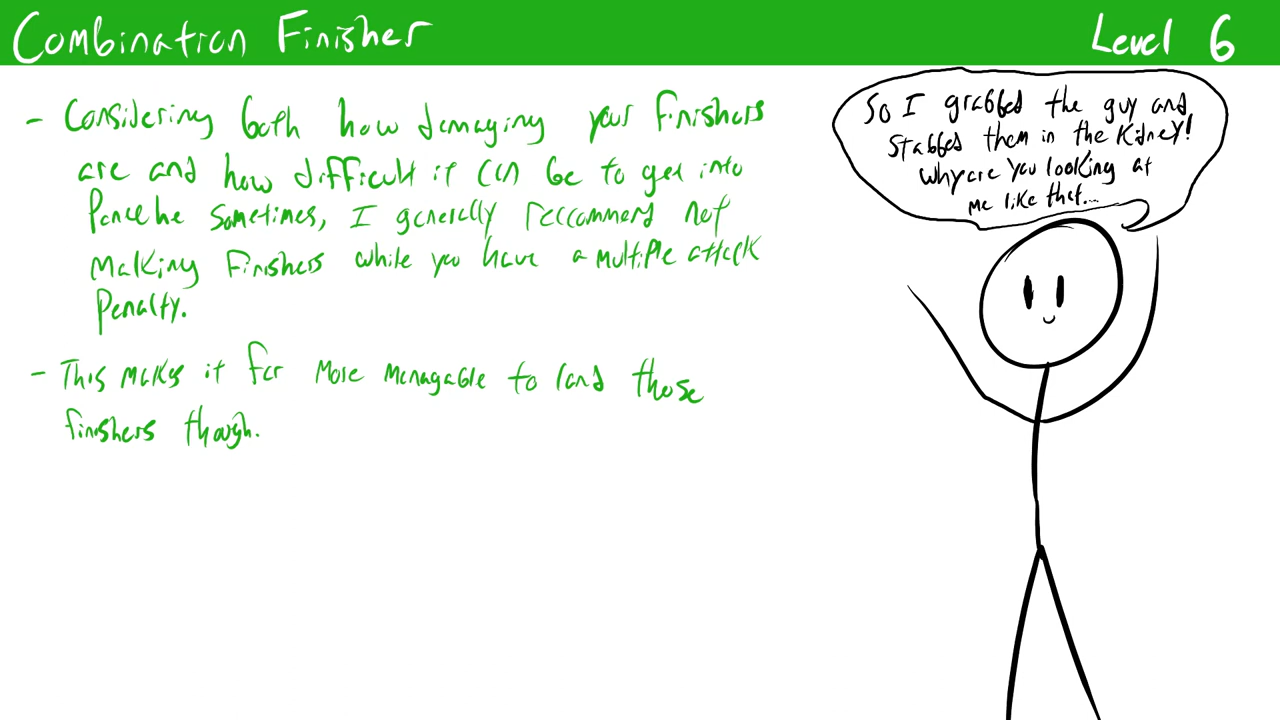 Combination Finisher
Level 6
- Considering both how damaging your finishers
are and how difficult it can be to get into
Panache sometimes, I generally reccommend not
making finishers while you have a multiple attack
penalty.
- This makes it far more managable to land those
finishers though.
So I grabbed the guy and
stabbed them in the kidney!
Why are you looking at
me like that...